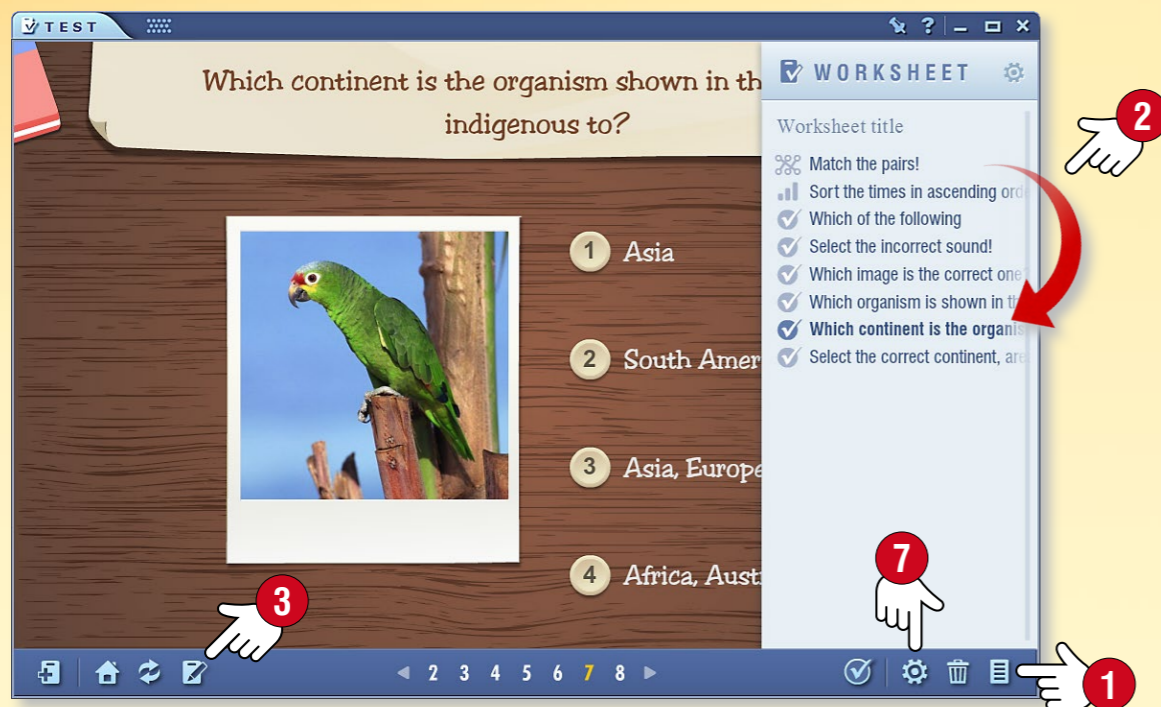 TEST
?
Which continent is the organism shown in th
indigenous to?
1 Asia
2 South Amer
3 Asia, Europe
4 Africa, Aust
WORKSHEET
Worksheet title
Match the pairs!
Sort the times in ascending orde
Which of the following
Select the incorrect sound!
Which image is the correct one?
Which organism is shown in th
Which continent is the organis
Select the correct continent, are
2
3
7
1
2 3 4 5 6 7 8